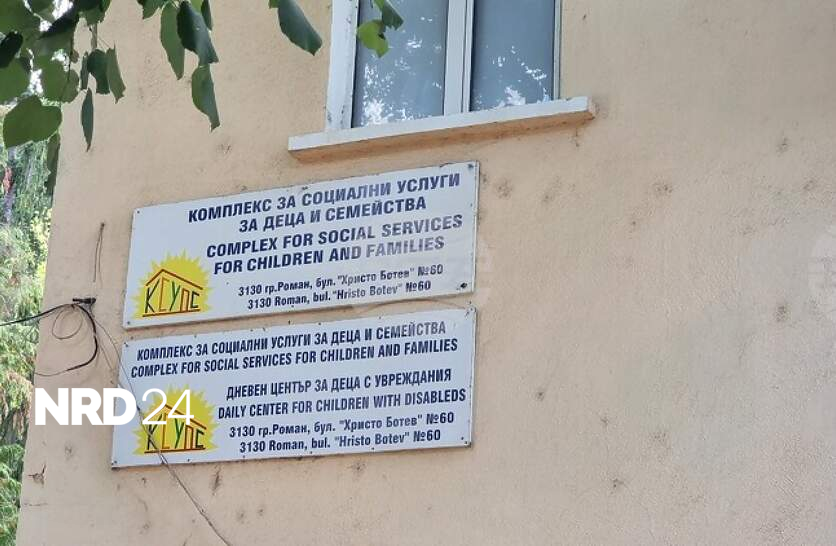 КОМПЛЕКС ЗА СОЦИАЛНИ УСЛУГИ
ЗА ДЕЦА И СЕМЕЙСТВА
COMPLEX FOR SOCIAL SERVICES
FOR CHILDREN AND FAMILIES
КСУДС
3130 гр.Роман, бул. "Христо Ботев" №60
3130 Roman, bul. "Hristo Botev" №60
КОМПЛЕКС ЗА СОЦИАЛНИ УСЛУГИ ЗА ДЕЦА И СЕМЕЙСТВА
COMPLEX FOR SOCIAL SERVICES FOR CHILDREN AND FAMILIES
ДНЕВЕН ЦЕНТЪР ЗА ДЕЦА С УВРЕЖДАНИЯ
DAILY CENTER FOR CHILDREN WITH DISABLEDS
NRD24
КСУДС
3130 гр.Роман, бул. "Христо Ботев" №60
3130 Roman, bul. "Hristo Botev" №60